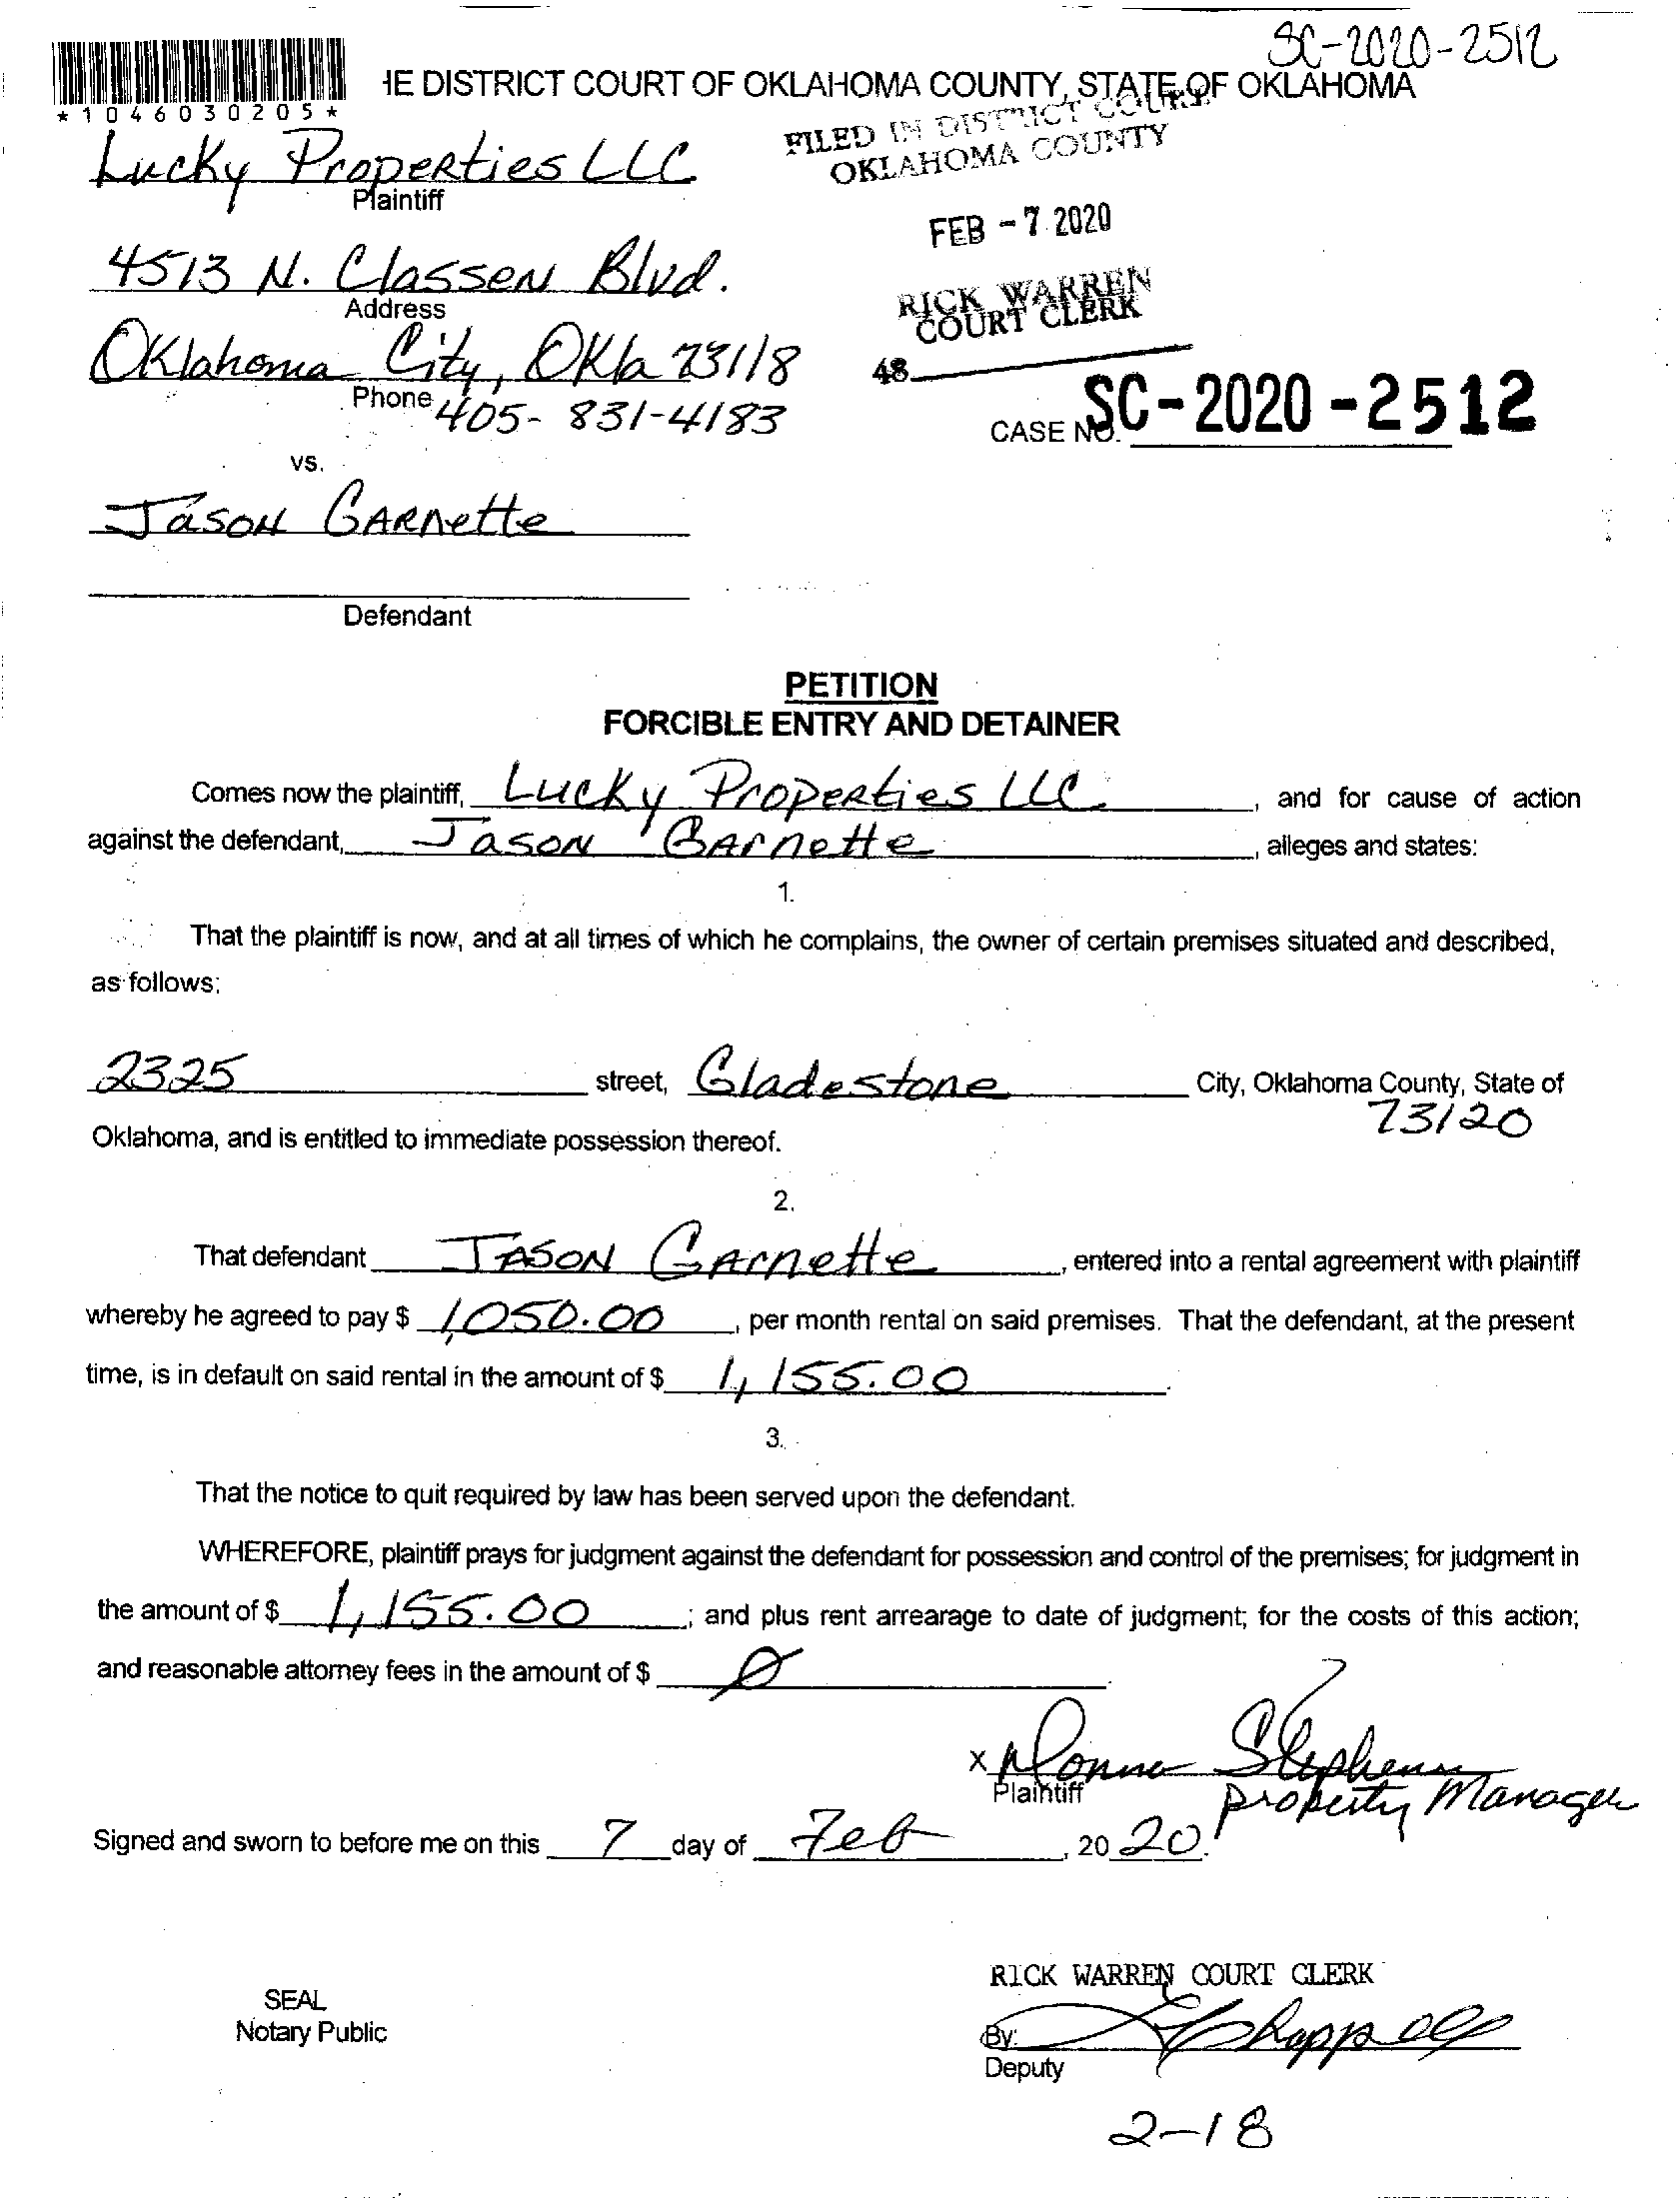 SC-2020-2512
*1046030205*
HE DISTRICT COURT OF OKLAHOMA COUNTY, STATE OF OKLAHOMA
FILED IN DISTRICT COURT
OKLAHOMA COUNTY
Lucky Properties LLC
Plaintiff
FEB - 7 2020
4513 N. Classen Blvd.
Address
RICK WARREN
COURT CLERK
Oklahoma City, Okla 73118
48
Phone 405-831-4183
CASE NO. SC-2020-2512
vs.
Jason Garnette
Defendant
PETITION
FORCIBLE ENTRY AND DETAINER
Comes now the plaintiff, Lucky Properties LLC, and for cause of action
against the defendant, Jason Garnette, alleges and states:
1.
That the plaintiff is now, and at all times of which he complains, the owner of certain premises situated and described,
as follows:
2325 street, Gladestone City, Oklahoma County, State of
73120
Oklahoma, and is entitled to immediate possession thereof.
2.
That defendant Jason Garnette, entered into a rental agreement with plaintiff
whereby he agreed to pay $ 1,050.00, per month rental on said premises. That the defendant, at the present
time, is in default on said rental in the amount of $ 1,155.00.
3.
That the notice to quit required by law has been served upon the defendant.
WHEREFORE, plaintiff prays for judgment against the defendant for possession and control of the premises; for judgment in
the amount of $ 1,155.00; and plus rent arrearage to date of judgment; for the costs of this action;
and reasonable attorney fees in the amount of $ Ø.
x Donna Stephens
Plaintiff Property Manager
Signed and sworn to before me on this 7 day of Feb, 2020.
RICK WARREN COURT CLERK
SEAL
Notary Public
By: Chappell
Deputy
2-18